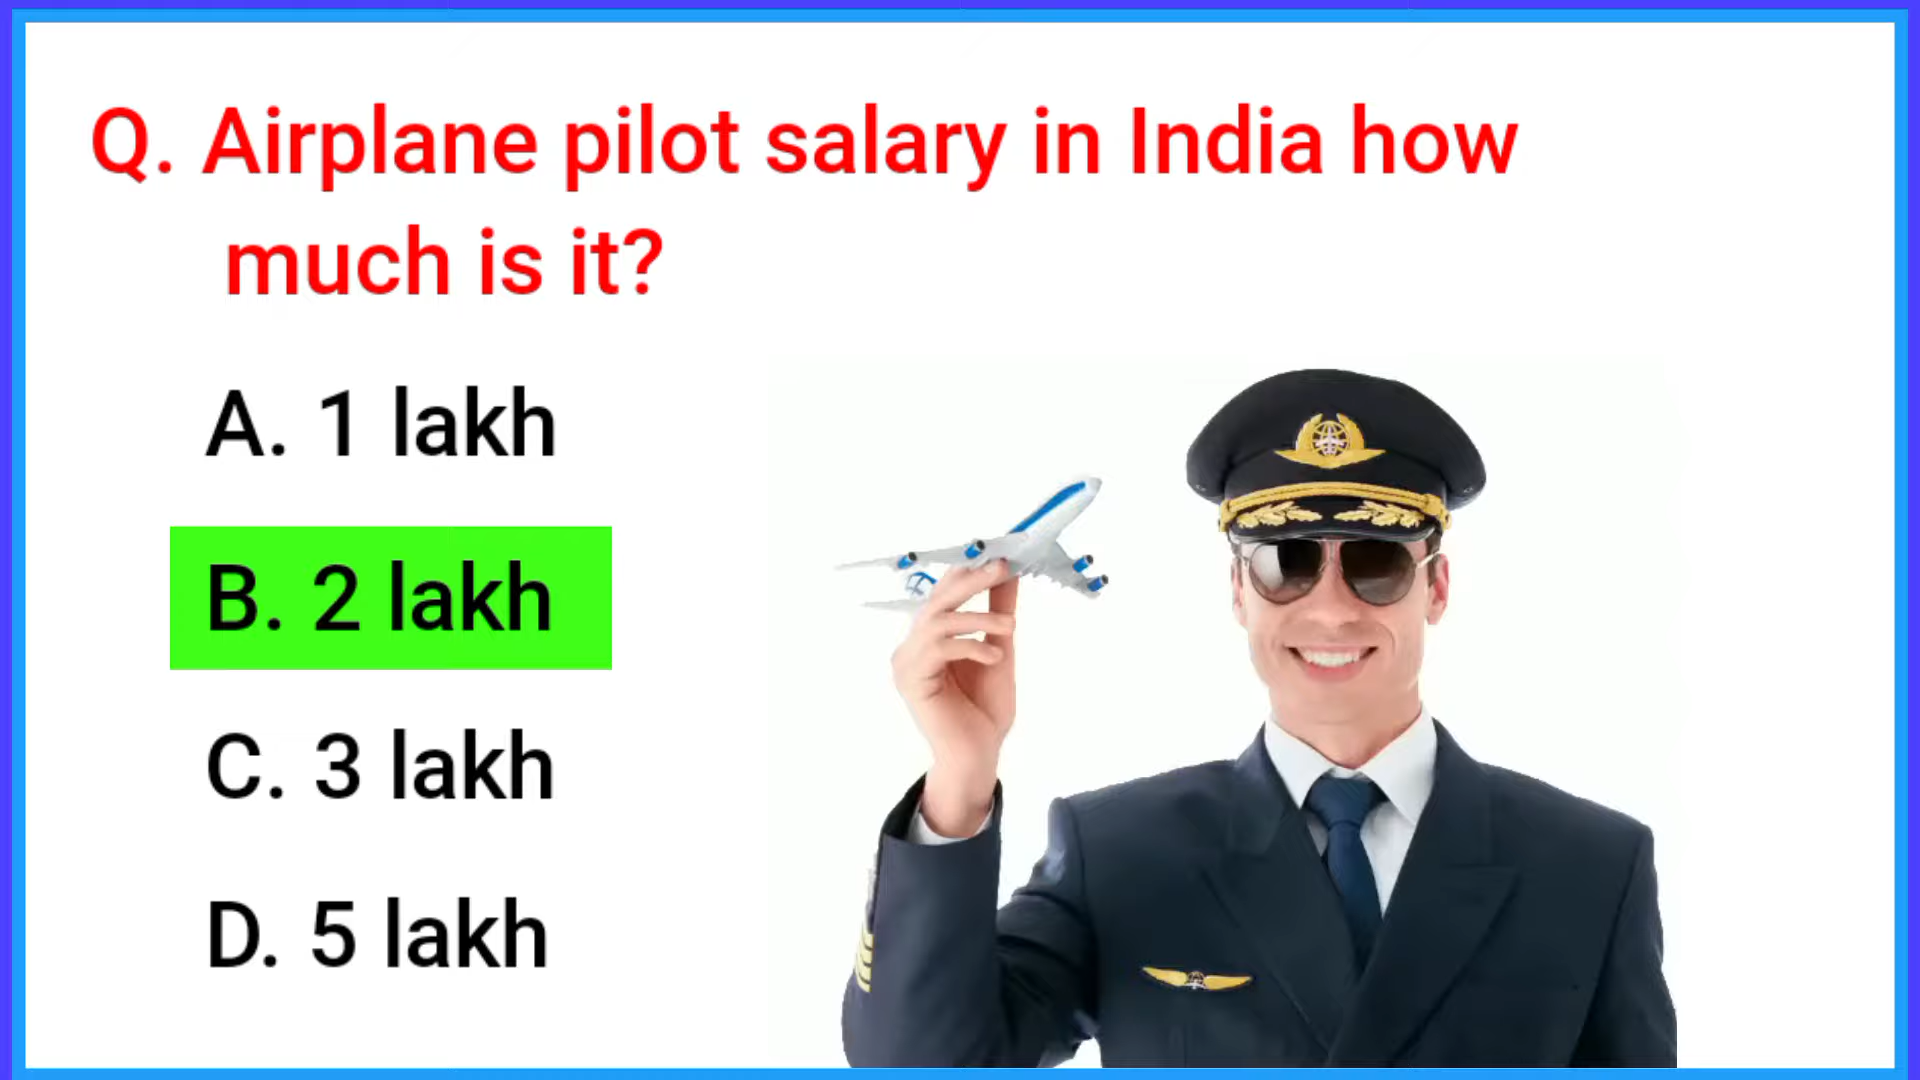 Q. Airplane pilot salary in India how
much is it?
A. 1 lakh
B. 2 lakh
C. 3 lakh
D. 5 lakh